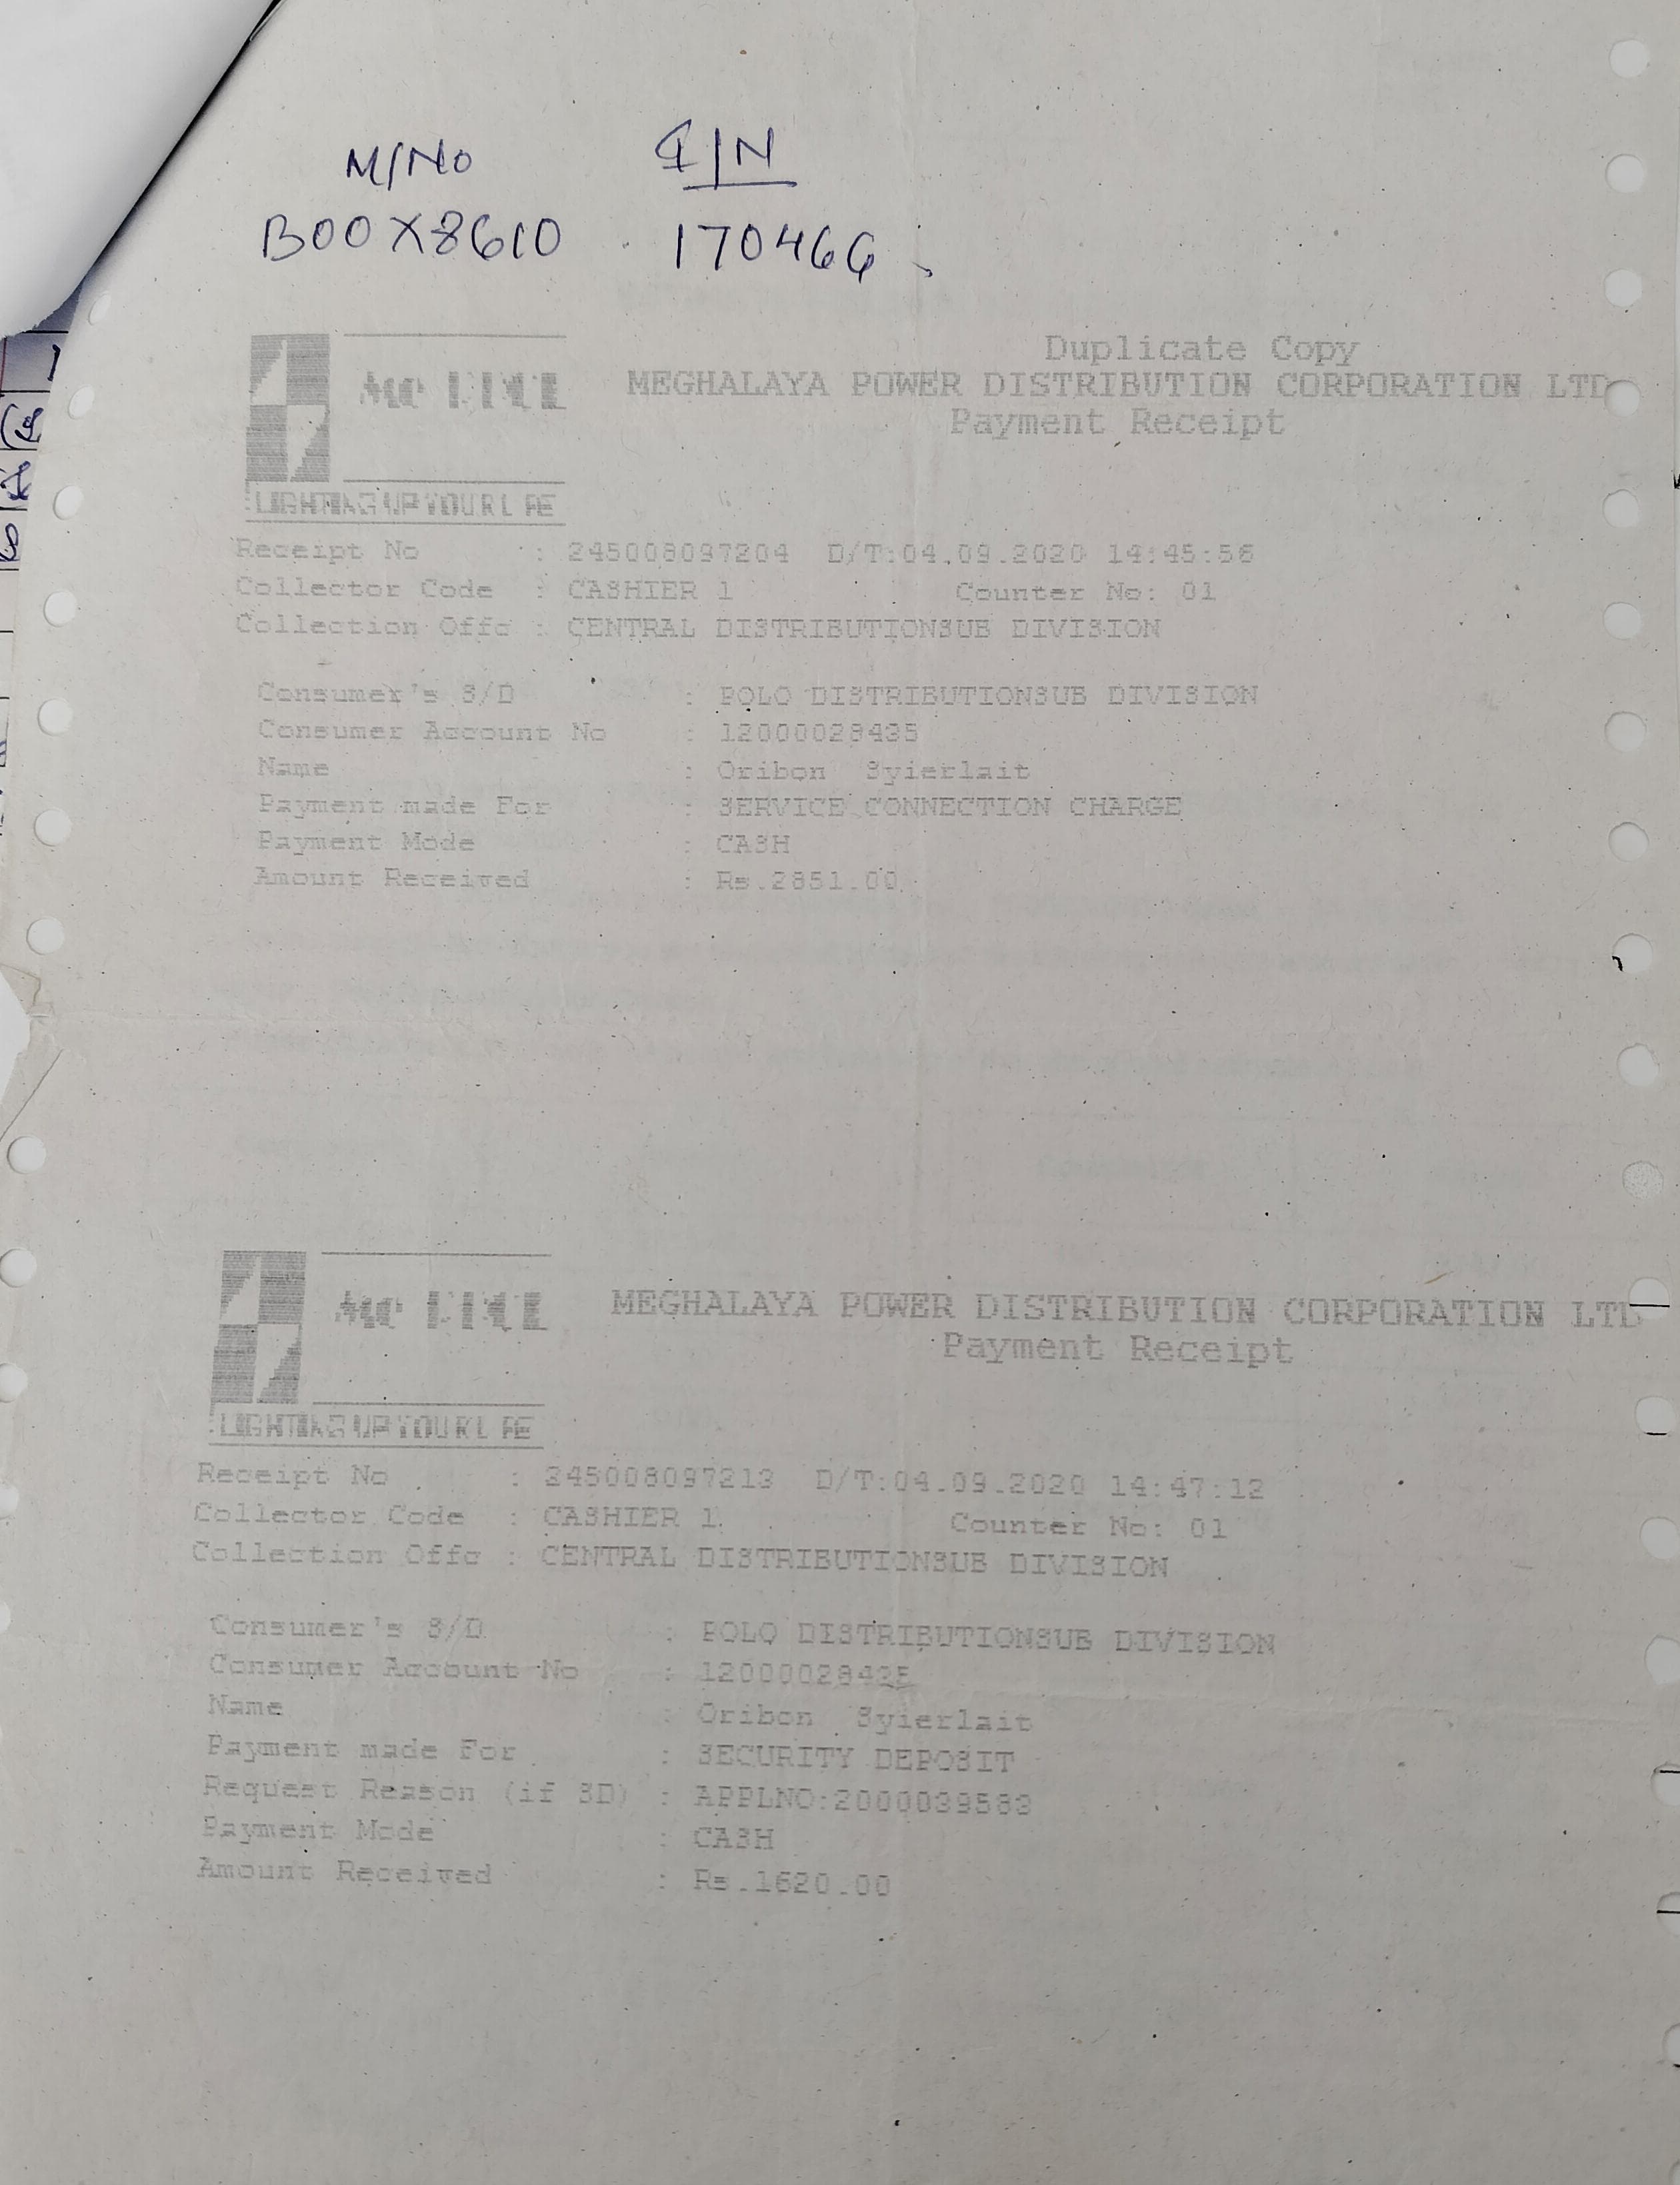 M/No
B00X8610 170466
Duplicate Copy
MEGHALAYA POWER DISTRIBUTION CORPORATION LTD
Payment Receipt
LIGHTING UP YOUR L FE
Receipt No : 245008097204 D/T:04.09.2020 14:45:56
Collector Code : CASHIER 1 Counter No: 01
Collection Offc : CENTRAL DISTRIBUTIONSUB DIVISION
Consumer's S/D : POLO DISTRIBUTIONSUB DIVISION
Consumer Account No : 12000028435
Name : Oribon Syierlait
Payment made For : SERVICE CONNECTION CHARGE
Payment Mode : CASH
Amount Received : Rs.2851.00
MEGHALAYA POWER DISTRIBUTION CORPORATION LTD
Payment Receipt
LIGHTING UP YOUR L FE
Receipt No : 245008097213 D/T:04.09.2020 14:47:12
Collector Code : CASHIER 1 Counter No: 01
Collection Offc : CENTRAL DISTRIBUTIONSUB DIVISION
Consumer's S/D : POLO DISTRIBUTIONSUB DIVISION
Consumer Account No : 12000028435
Name : Oribon Syierlait
Payment made For : SECURITY DEPOSIT
Request Reason (if SD) : APPLNO:2000039583
Payment Mode : CASH
Amount Received : Rs.1620.00